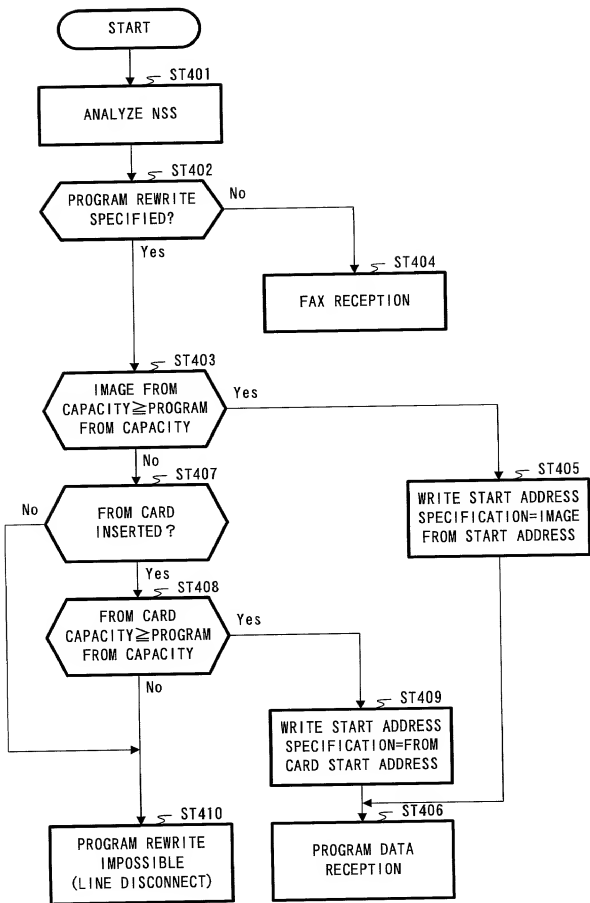 START
ST401
ANALYZE NSS
ST402
PROGRAM REWRITE
SPECIFIED?
No
Yes
ST404
FAX RECEPTION
ST403
IMAGE FROM
CAPACITY≧PROGRAM
FROM CAPACITY
Yes
No
ST407
ST405
WRITE START ADDRESS
SPECIFICATION=IMAGE
FROM START ADDRESS
No
FROM CARD
INSERTED?
Yes
ST408
FROM CARD
CAPACITY≧PROGRAM
FROM CAPACITY
Yes
No
ST409
WRITE START ADDRESS
SPECIFICATION=FROM
CARD START ADDRESS
ST410
PROGRAM REWRITE
IMPOSSIBLE
(LINE DISCONNECT)
ST406
PROGRAM DATA
RECEPTION